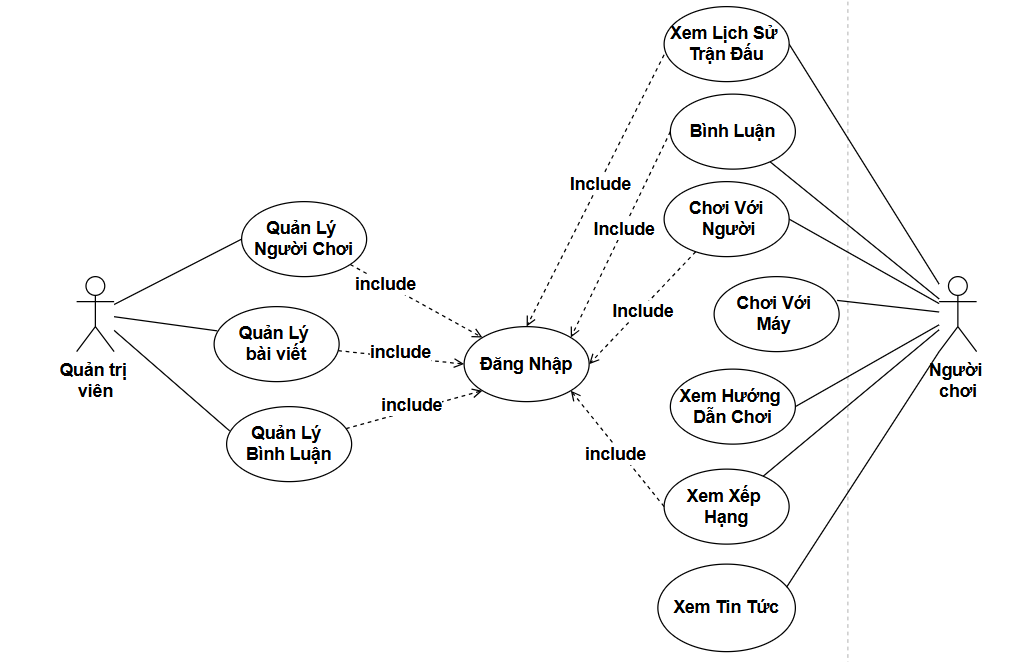 Xem Lịch Sử
Trận Đấu
Bình Luận
Include
Chơi Với
Người
Include
Quản Lý
Người Chơi
include
Chơi Với
Máy
Include
Quản Lý
bài viết
include
Đăng Nhập
Quản trị
viên
Người
chơi
Xem Hướng
Dẫn Chơi
include
Quản Lý
Bình Luận
include
Xem Xếp
Hạng
Xem Tin Tức